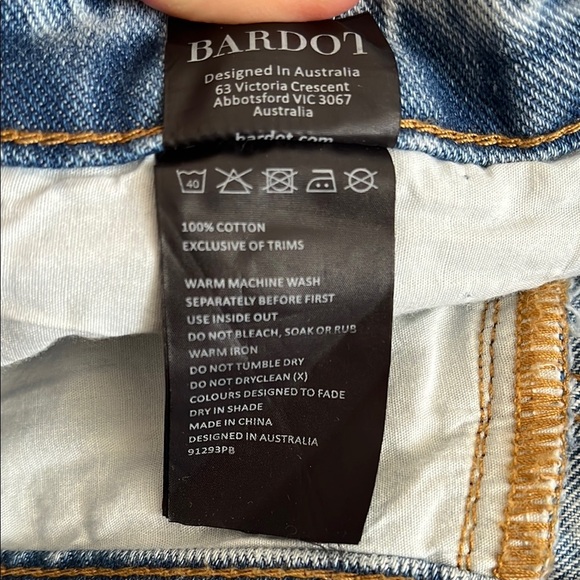 BARDOT
Designed In Australia
63 Victoria Crescent
Abbotsford VIC 3067
Australia
bardot.com
40
100% COTTON
EXCLUSIVE OF TRIMS
WARM MACHINE WASH
SEPARATELY BEFORE FIRST
USE INSIDE OUT
DO NOT BLEACH, SOAK OR RUB
WARM IRON
DO NOT TUMBLE DRY
DO NOT DRYCLEAN (X)
COLOURS DESIGNED TO FADE
DRY IN SHADE
MADE IN CHINA
DESIGNED IN AUSTRALIA
91293PB